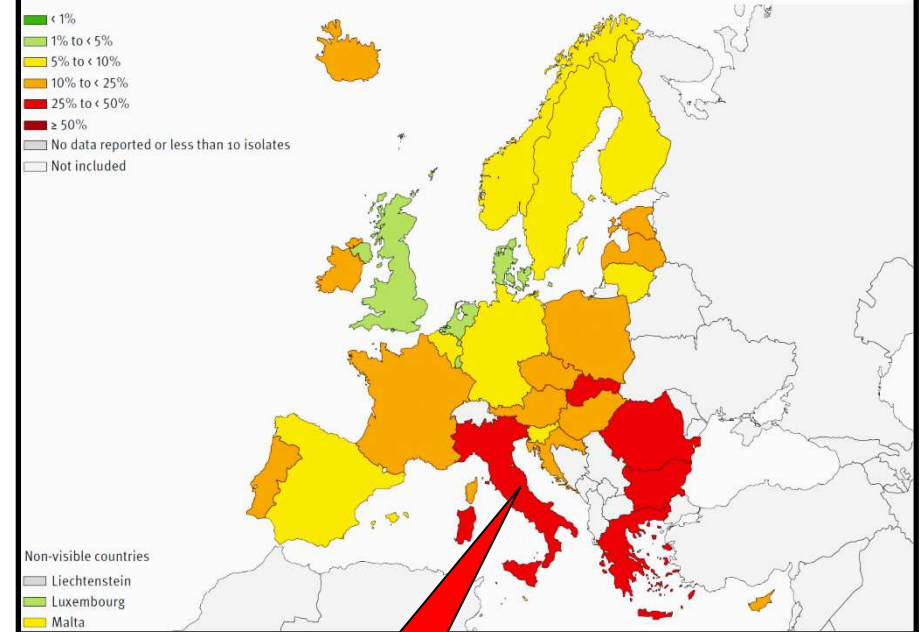 < 1%
1% to < 5%
5% to < 10%
10% to < 25%
25% to < 50%
≥ 50%
No data reported or less than 10 isolates
Not included
Non-visible countries
Liechtenstein
Luxembourg
Malta